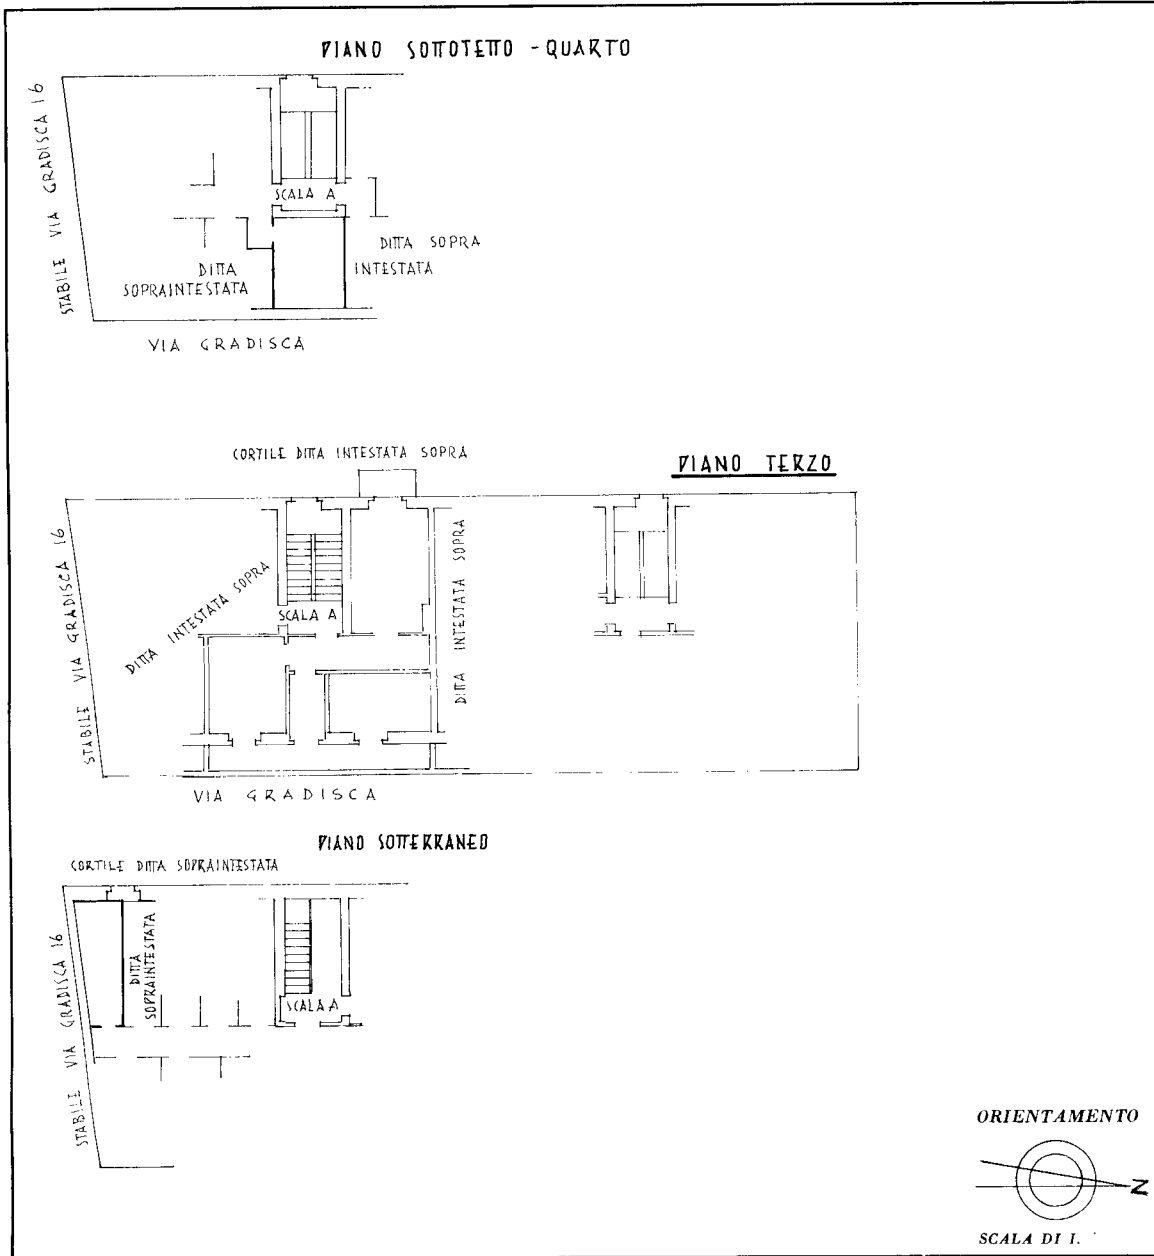 PIANO SOTTOTETTO - QUARTO
STABILE VIA GRADISCA 16
SCALA A
DITTA SOPRA
INTESTATA
DITTA
SOPRAINTESTATA
VIA GRADISCA
CORTILE DITTA INTESTATA SOPRA
PIANO TERZO
STABILE VIA GRADISCA 16
DITTA INTESTATA SOPRA
SCALA A
DITTA INTESTATA SOPRA
VIA GRADISCA
PIANO SOTTERRANEO
CORTILE DITTA SOPRAINTESTATA
STABILE VIA GRADISCA 16
DITTA
SOPRAINTESTATA
SCALA A
ORIENTAMENTO
N
SCALA DI 1.